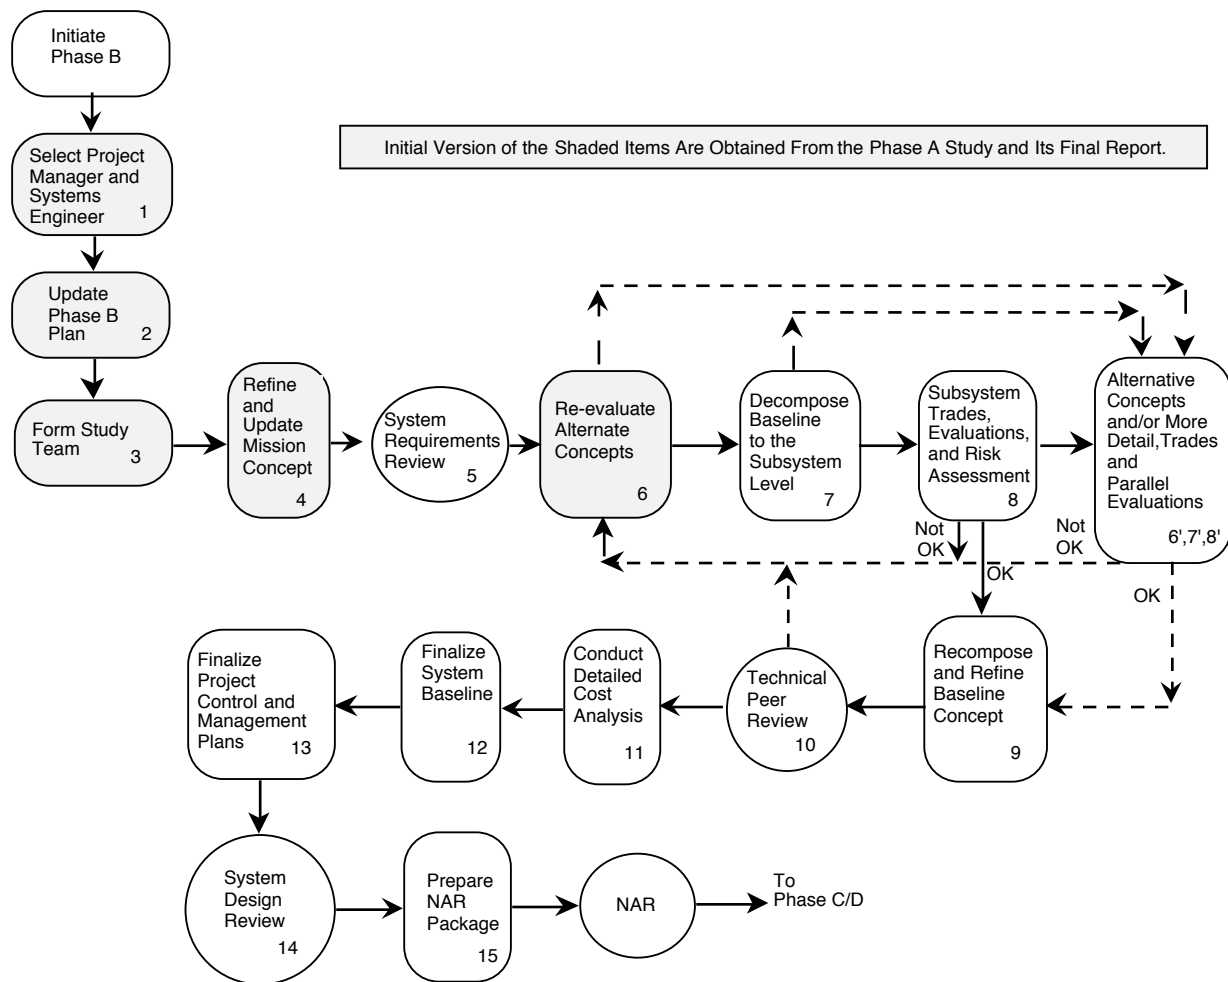 Initiate
Phase B
Initial Version of the Shaded Items Are Obtained From the Phase A Study and Its Final Report.
Select Project
Manager and
Systems
Engineer
1
Update
Phase B
Plan
2
Form Study
Team
3
Refine
and
Update
Mission
Concept
4
System
Requirements
Review
5
Re-evaluate
Alternate
Concepts
6
Decompose
Baseline
to the
Subsystem
Level
7
Subsystem
Trades,
Evaluations,
and Risk
Assessment
8
Alternative
Concepts
and/or More
Detail,Trades
and
Parallel
Evaluations
6',7',8'
Not
OK
OK
Not
OK
OK
Recompose
and Refine
Baseline
Concept
9
Technical
Peer
Review
10
Conduct
Detailed
Cost
Analysis
11
Finalize
System
Baseline
12
Finalize
Project
Control and
Management
Plans
13
System
Design
Review
14
Prepare
NAR
Package
15
NAR
To
Phase C/D